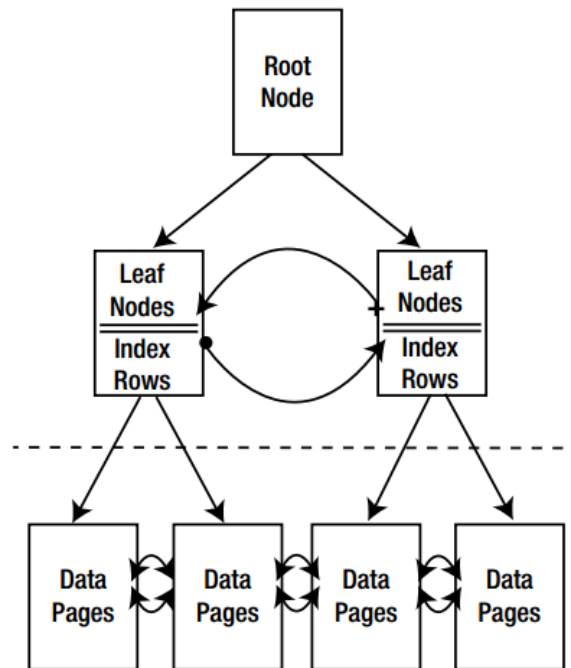 Root
Node
Leaf
Nodes
Index
Rows
Leaf
Nodes
Index
Rows
Data
Pages
Data
Pages
Data
Pages
Data
Pages